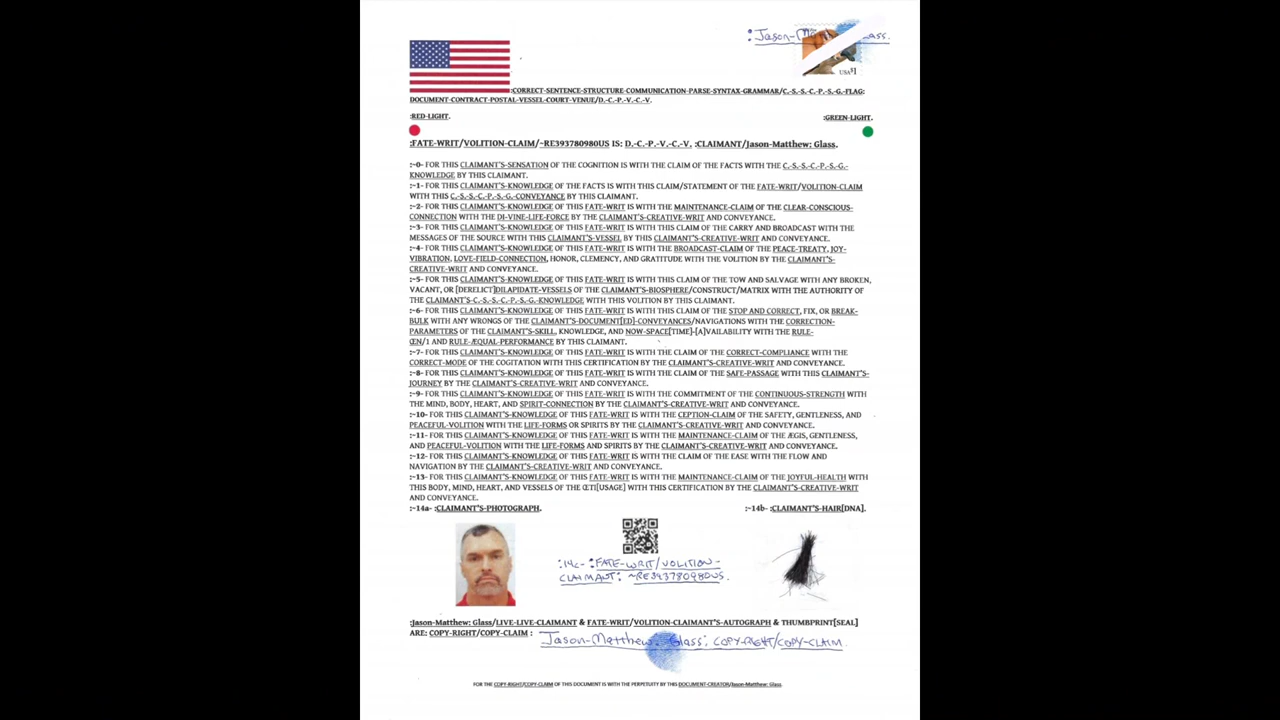 :Jason-M      ass.
USA $1
:CORRECT-SENTENCE-STRUCTURE-COMMUNICATION-PARSE-SYNTAX-GRAMMAR/C.-S.-S.-C.-P.-S.-G.-FLAG:
DOCUMENT-CONTRACT-POSTAL-VESSEL-COURT-VENUE/D.-C.-P.-V.-C.-V.
:RED-LIGHT. :GREEN-LIGHT.
:FATE-WRIT/VOLITION-CLAIM/~RE393780980US IS: D.-C.-P.-V.-C.-V. :CLAIMANT/Jason-Matthew: Glass.
:~0~ FOR THIS CLAIMANT'S-SENSATION OF THE COGNITION IS WITH THE CLAIM OF THE FACTS WITH THE C.-S.-S.-C.-P.-S.-G.-
KNOWLEDGE BY THIS CLAIMANT.
:~1~ FOR THIS CLAIMANT'S-KNOWLEDGE OF THE FACTS IS WITH THIS CLAIM/STATEMENT OF THE FATE-WRIT/VOLITION-CLAIM
WITH THIS C.-S.-S.-C.-P.-S.-G.-CONVEYANCE BY THIS CLAIMANT.
:~2~ FOR THIS CLAIMANT'S-KNOWLEDGE OF THIS FATE-WRIT IS WITH THE MAINTENANCE-CLAIM OF THE CLEAR-CONSCIOUS-
CONNECTION WITH THE DI-VINE-LIFE-FORCE BY THE CLAIMANT'S-CREATIVE-WRIT AND CONVEYANCE.
:~3~ FOR THIS CLAIMANT'S-KNOWLEDGE OF THIS FATE-WRIT IS WITH THIS CLAIM OF THE CARRY AND BROADCAST WITH THE
MESSAGES OF THE SOURCE WITH THIS CLAIMANT'S-VESSEL BY THIS CLAIMANT'S-CREATIVE-WRIT AND CONVEYANCE.
:~4~ FOR THIS CLAIMANT'S-KNOWLEDGE OF THIS FATE-WRIT IS WITH THE BROADCAST-CLAIM OF THE PEACE-TREATY, JOY-
VIBRATION, LOVE-FIELD-CONNECTION, HONOR, CLEMENCY, AND GRATITUDE WITH THE VOLITION BY THE CLAIMANT'S-
CREATIVE-WRIT AND CONVEYANCE.
:~5~ FOR THIS CLAIMANT'S-KNOWLEDGE OF THIS FATE-WRIT IS WITH THIS CLAIM OF THE TOW AND SALVAGE WITH ANY BROKEN,
VACANT, OR [DERELICT]DILAPIDATE-VESSELS OF THE CLAIMANT'S-BIOSPHERE/CONSTRUCT/MATRIX WITH THE AUTHORITY OF
THE CLAIMANT'S-C.-S.-S.-C.-P.-S.-G.-KNOWLEDGE WITH THIS VOLITION BY THIS CLAIMANT.
:~6~ FOR THIS CLAIMANT'S-KNOWLEDGE OF THIS FATE-WRIT IS WITH THIS CLAIM OF THE STOP AND CORRECT, FIX, OR BREAK-
BULK WITH ANY WRONGS OF THE CLAIMANT'S-DOCUMENT[ED]-CONVEYANCES/NAVIGATIONS WITH THE CORRECTION-
PARAMETERS OF THE CLAIMANT'S-SKILL, KNOWLEDGE, AND NOW-SPACE[TIME]-[A]VAILABILITY WITH THE RULE-
ŒN/1 AND RULE-ÆQUAL-PERFORMANCE BY THIS CLAIMANT.
:~7~ FOR THIS CLAIMANT'S-KNOWLEDGE OF THIS FATE-WRIT IS WITH THE CLAIM OF THE CORRECT-COMPLIANCE WITH THE
CORRECT-MODE OF THE COGITATION WITH THIS CERTIFICATION BY THE CLAIMANT'S-CREATIVE-WRIT AND CONVEYANCE.
:~8~ FOR THIS CLAIMANT'S-KNOWLEDGE OF THIS FATE-WRIT IS WITH THE CLAIM OF THE SAFE-PASSAGE WITH THIS CLAIMANT'S-
JOURNEY BY THE CLAIMANT'S-CREATIVE-WRIT AND CONVEYANCE.
:~9~ FOR THIS CLAIMANT'S-KNOWLEDGE OF THIS FATE-WRIT IS WITH THE COMMITMENT OF THE CONTINUOUS-STRENGTH WITH
THE MIND, BODY, HEART, AND SPIRIT-CONNECTION BY THE CLAIMANT'S-CREATIVE-WRIT AND CONVEYANCE.
:~10~ FOR THIS CLAIMANT'S-KNOWLEDGE OF THIS FATE-WRIT IS WITH THE CEPTION-CLAIM OF THE SAFETY, GENTLENESS, AND
PEACEFUL-VOLITION WITH THE LIFE-FORMS OR SPIRITS BY THE CLAIMANT'S-CREATIVE-WRIT AND CONVEYANCE.
:~11~ FOR THIS CLAIMANT'S-KNOWLEDGE OF THIS FATE-WRIT IS WITH THE MAINTENANCE-CLAIM OF THE ÆGIS, GENTLENESS,
AND PEACEFUL-VOLITION WITH THE LIFE-FORMS AND SPIRITS BY THE CLAIMANT'S-CREATIVE-WRIT AND CONVEYANCE.
:~12~ FOR THIS CLAIMANT'S-KNOWLEDGE OF THIS FATE-WRIT IS WITH THE CLAIM OF THE EASE WITH THE FLOW AND
NAVIGATION BY THE CLAIMANT'S-CREATIVE-WRIT AND CONVEYANCE.
:~13~ FOR THIS CLAIMANT'S-KNOWLEDGE OF THIS FATE-WRIT IS WITH THE MAINTENANCE-CLAIM OF THE JOYFUL-HEALTH WITH
THIS BODY, MIND, HEART, AND VESSELS OF THE ŒTI[USAGE] WITH THIS CERTIFICATION BY THE CLAIMANT'S-CREATIVE-WRIT
AND CONVEYANCE.
:~14a~ :CLAIMANT'S-PHOTOGRAPH. :~14b~ :CLAIMANT'S-HAIR[DNA].
:14c~ :FATE-WRIT/VOLITION-
CLAIMANT: ~RE393780980US.
:Jason-Matthew: Glass/LIVE-LIVE-CLAIMANT & FATE-WRIT/VOLITION-CLAIMANT'S-AUTOGRAPH & THUMBPRINT[SEAL]
ARE: COPY-RIGHT/COPY-CLAIM : Jason-Matthew: Glass: COPY-RIGHT/COPY-CLAIM.
FOR THE COPY-RIGHT/COPY-CLAIM OF THIS DOCUMENT IS WITH THE PERPETUITY BY THIS DOCUMENT-CREATOR/Jason-Matthew: Glass.